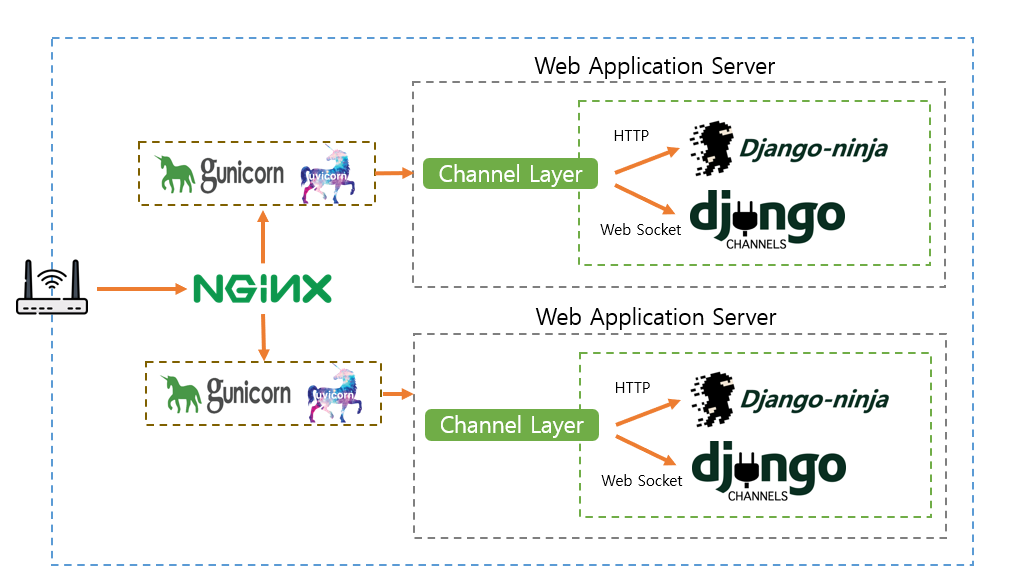 Web Application Server
HTTP
Django-ninja
gunicorn
uvicorn
Channel Layer
django
Web Socket
CHANNELS
NGINX
Web Application Server
HTTP
Django-ninja
gunicorn
uvicorn
Channel Layer
django
Web Socket
CHANNELS